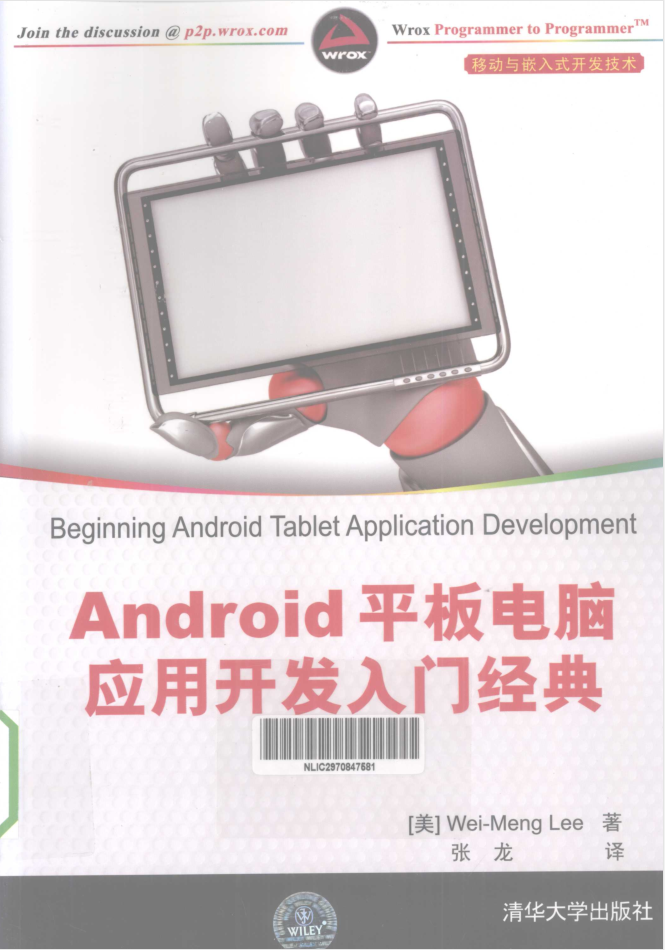 Join the discussion @ p2p.wrox.com
wrox
Wrox Programmer to Programmer™
移动与嵌入式开发技术
Beginning Android Tablet Application Development
Android 平板电脑
应用开发入门经典
NLIC2970847581
[美] Wei-Meng Lee 著
张 龙 译
WILEY
清华大学出版社